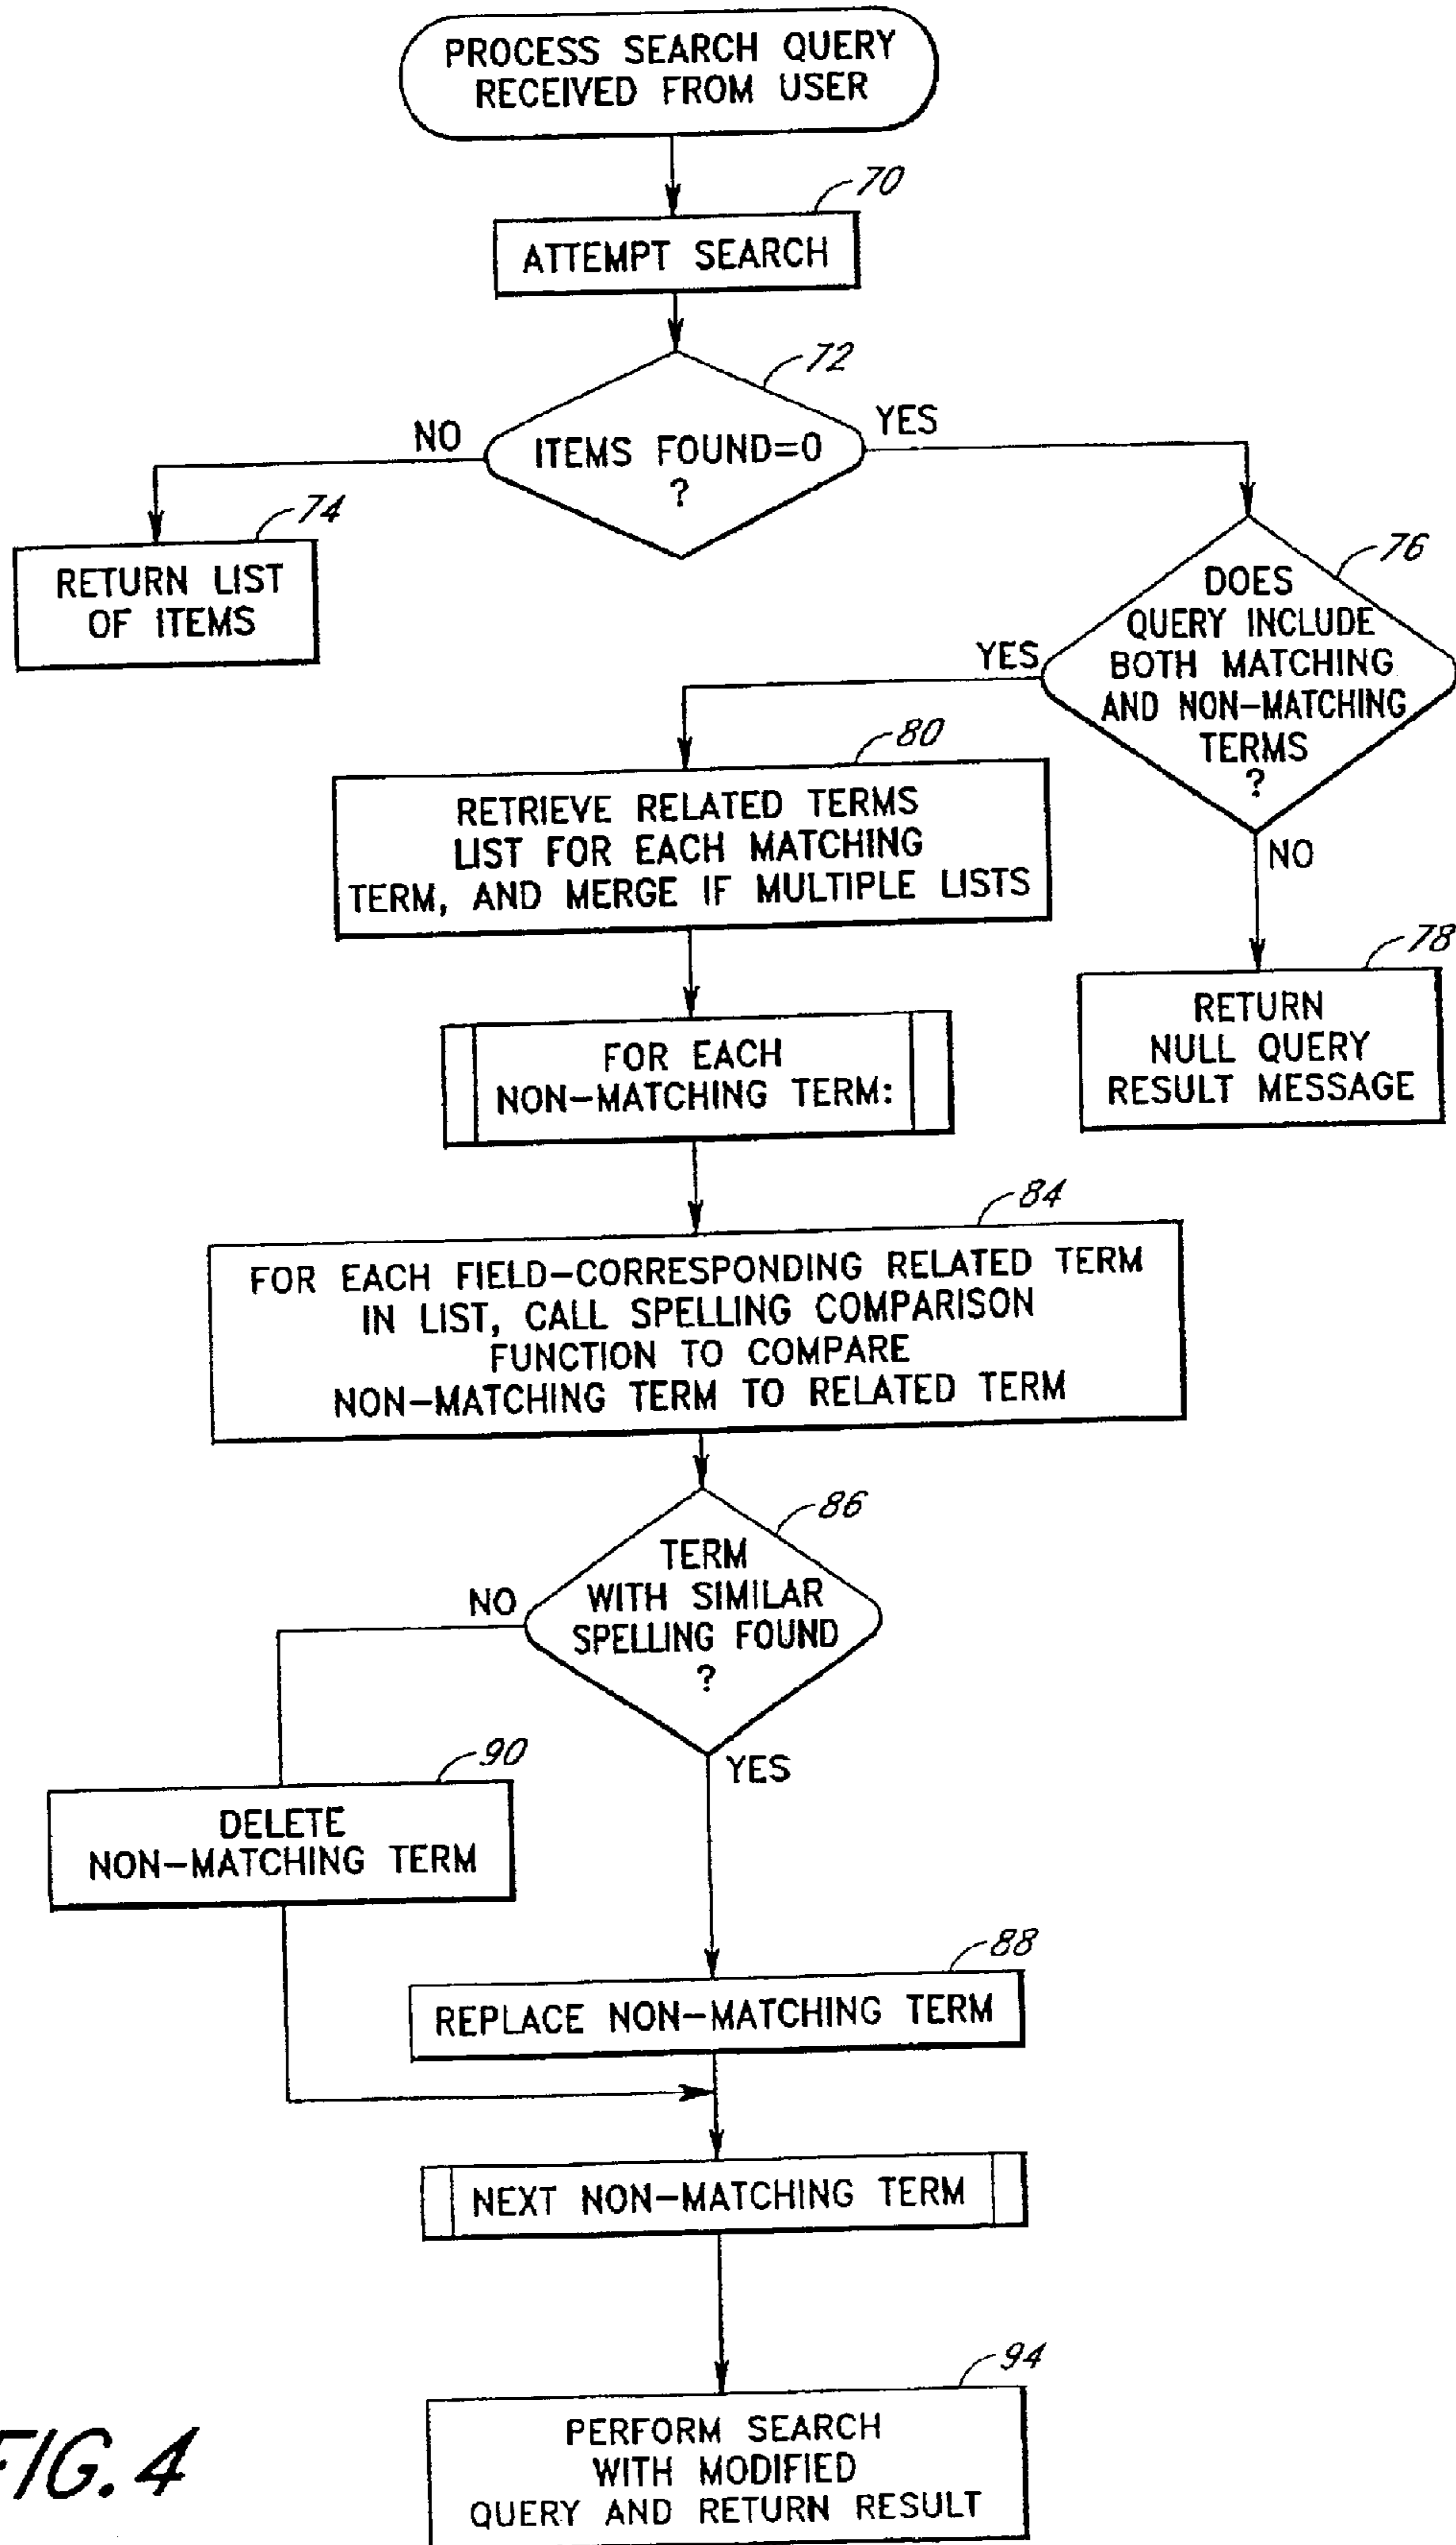 PROCESS SEARCH QUERY
RECEIVED FROM USER
70
ATTEMPT SEARCH
72
ITEMS FOUND=0
?
NO
YES
74
RETURN LIST
OF ITEMS
76
DOES
QUERY INCLUDE
BOTH MATCHING
AND NON-MATCHING
TERMS
?
YES
NO
80
RETRIEVE RELATED TERMS
LIST FOR EACH MATCHING
TERM, AND MERGE IF MULTIPLE LISTS
78
RETURN
NULL QUERY
RESULT MESSAGE
FOR EACH
NON-MATCHING TERM:
84
FOR EACH FIELD-CORRESPONDING RELATED TERM
IN LIST, CALL SPELLING COMPARISON
FUNCTION TO COMPARE
NON-MATCHING TERM TO RELATED TERM
86
TERM
WITH SIMILAR
SPELLING FOUND
?
NO
YES
90
DELETE
NON-MATCHING TERM
88
REPLACE NON-MATCHING TERM
NEXT NON-MATCHING TERM
94
PERFORM SEARCH
WITH MODIFIED
QUERY AND RETURN RESULT
FIG. 4